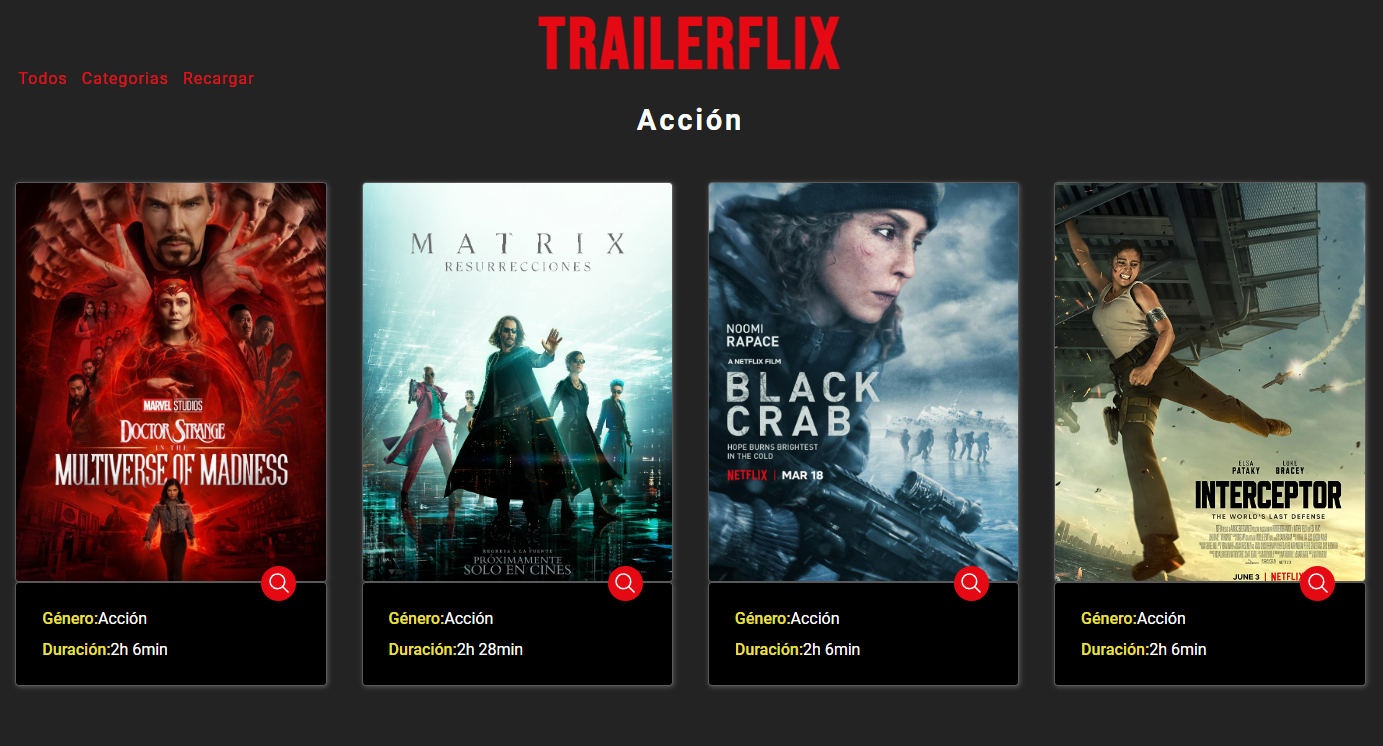 TRAILERFLIX
Todos Categorias Recargar
Acción
MARVEL STUDIOS
DOCTOR STRANGE
IN THE
MULTIVERSE OF MADNESS
Género:Acción
Duración:2h 6min
MATRIX
RESURRECCIONES
REGRESA A LA FUENTE
PRÓXIMAMENTE
SOLO EN CINES
Género:Acción
Duración:2h 28min
NOOMI
RAPACE
A NETFLIX FILM
BLACK
CRAB
HOPE BURNS BRIGHTEST
IN THE COLD
NETFLIX | MAR 18
Género:Acción
Duración:2h 6min
ELSA PATAKY LUKE BRACEY
INTERCEPTOR
THE WORLD'S LAST DEFENSE
JUNE 3 | NETFLIX
Género:Acción
Duración:2h 6min